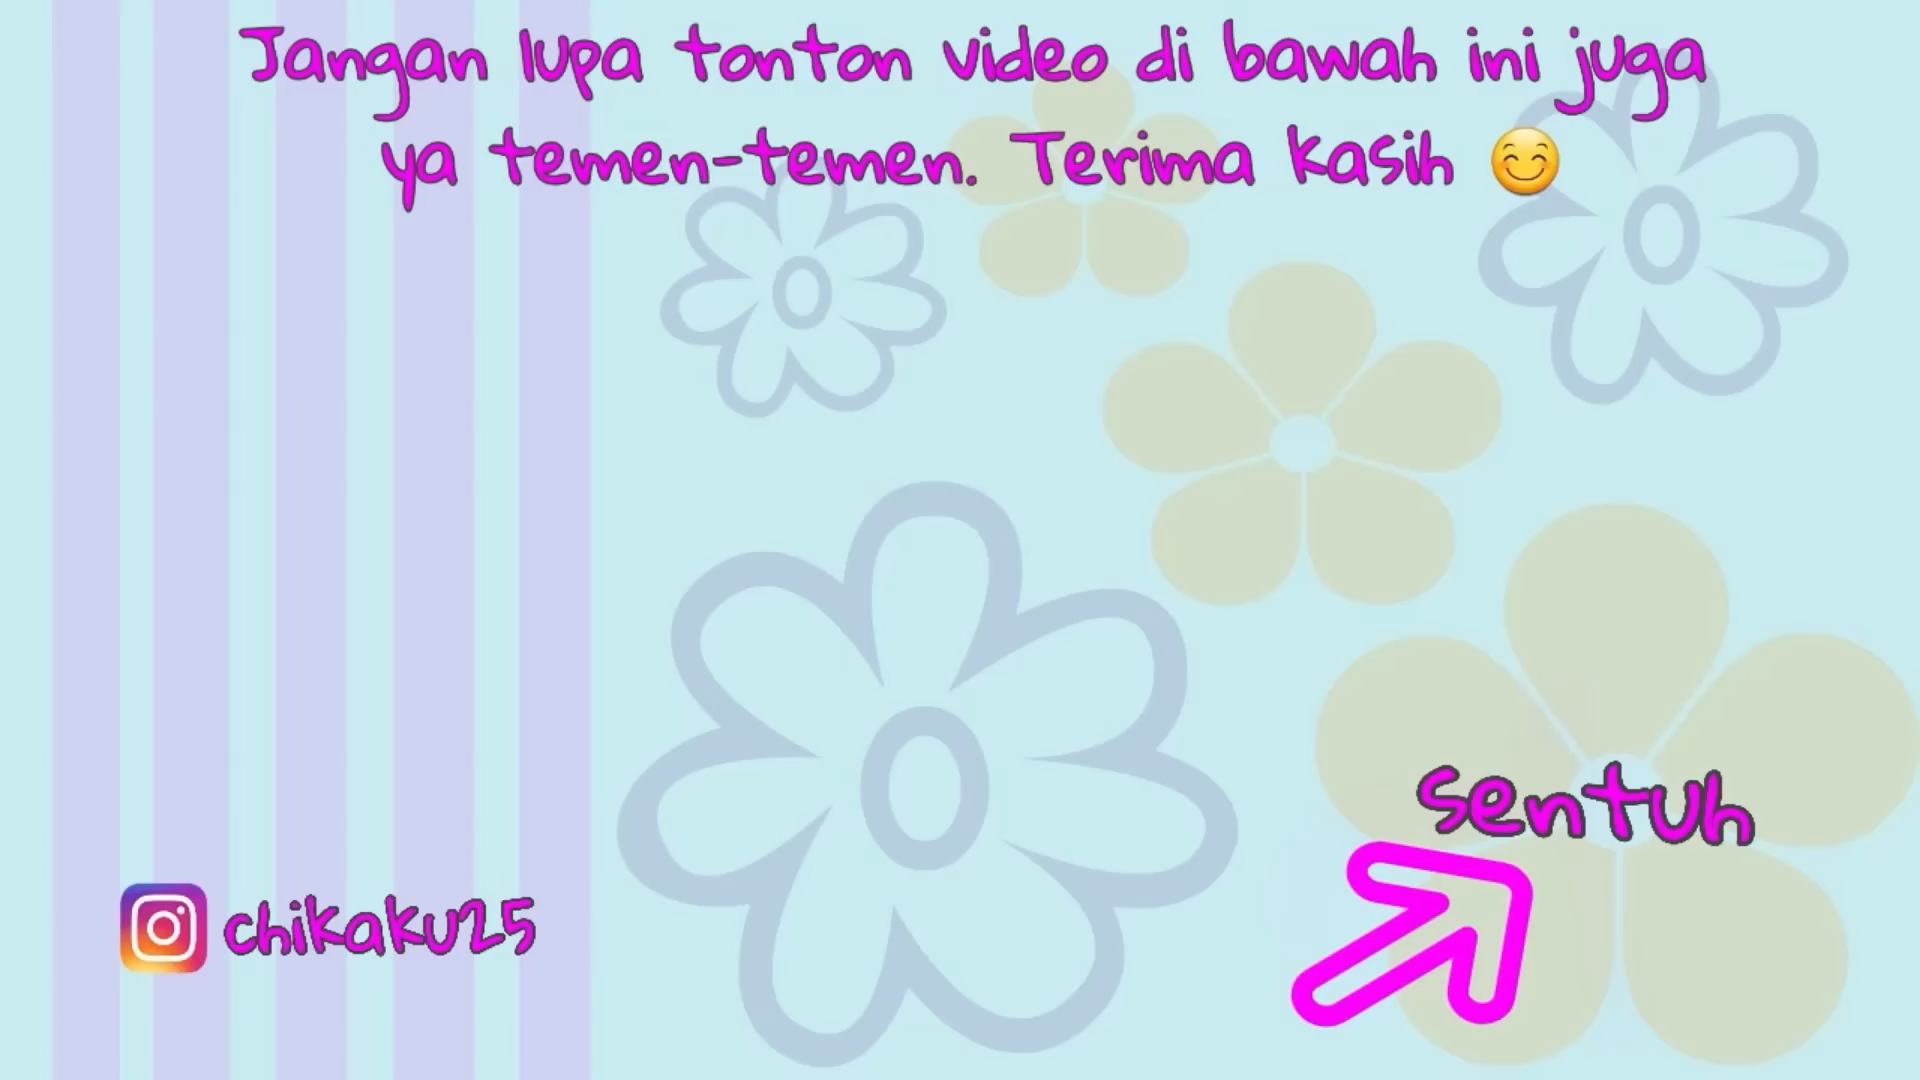 Jangan lupa tonton video di bawah ini juga
ya temen-temen. Terima kasih 😊
sentuh
chikaku25